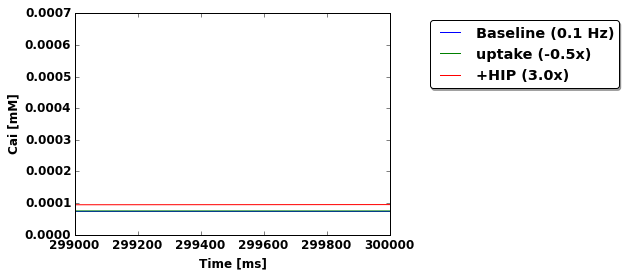 0.0007
0.0006
0.0005
0.0004
0.0003
0.0002
0.0001
0.0000
Cai [mM]
299000 299200 299400 299600 299800 300000
Time [ms]
Baseline (0.1 Hz)
uptake (-0.5x)
+HIP (3.0x)